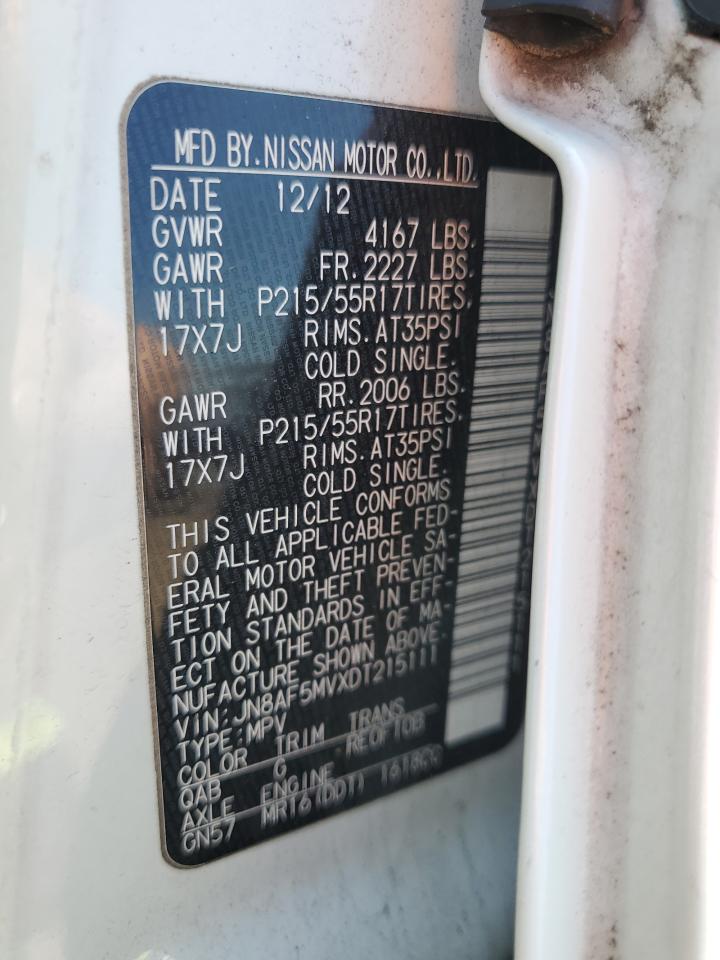 MFD BY. NISSAN MOTOR CO., LTD.
DATE 12/12
GVWR 4167 LBS.
GAWR FR. 2227 LBS.
WITH P215/55R17TIRES,
17X7J RIMS. AT35PSI
COLD SINGLE.
GAWR RR. 2006 LBS.
WITH P215/55R17TIRES,
17X7J RIMS. AT35PSI
COLD SINGLE.
THIS VEHICLE CONFORMS
TO ALL APPLICABLE FED-
ERAL MOTOR VEHICLE SA-
FETY AND THEFT PREVEN-
TION STANDARDS IN EFF-
ECT ON THE DATE OF MA-
NUFACTURE SHOWN ABOVE.
VIN: JN8AF5MVXDT215111
TYPE: MPV
COLOR TRIM TRANS
QAB G RE0F10B
AXLE ENGINE
GN57 MR16(DDT) 1618CC